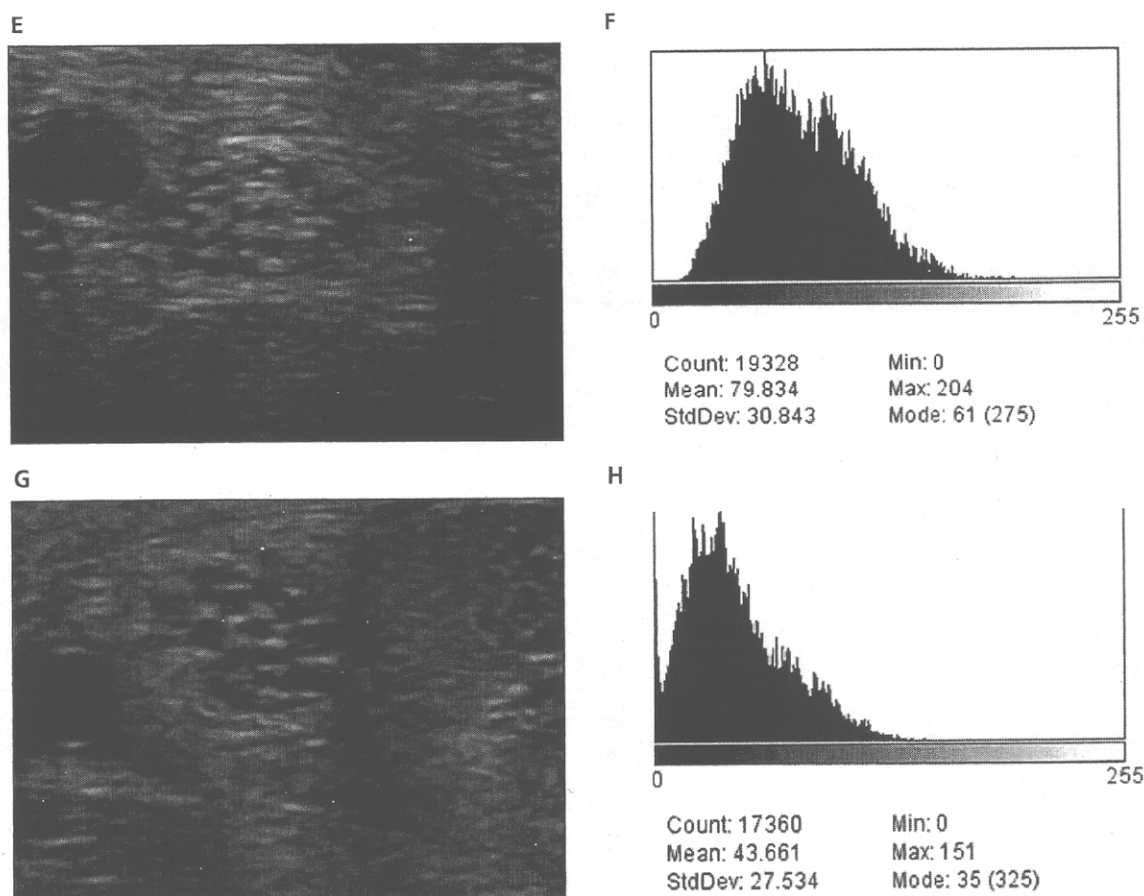 E
F
0 255
Count: 19328 Min: 0
Mean: 79.834 Max: 204
StdDev: 30.843 Mode: 61 (275)
G
H
0 255
Count: 17360 Min: 0
Mean: 43.661 Max: 151
StdDev: 27.534 Mode: 35 (325)